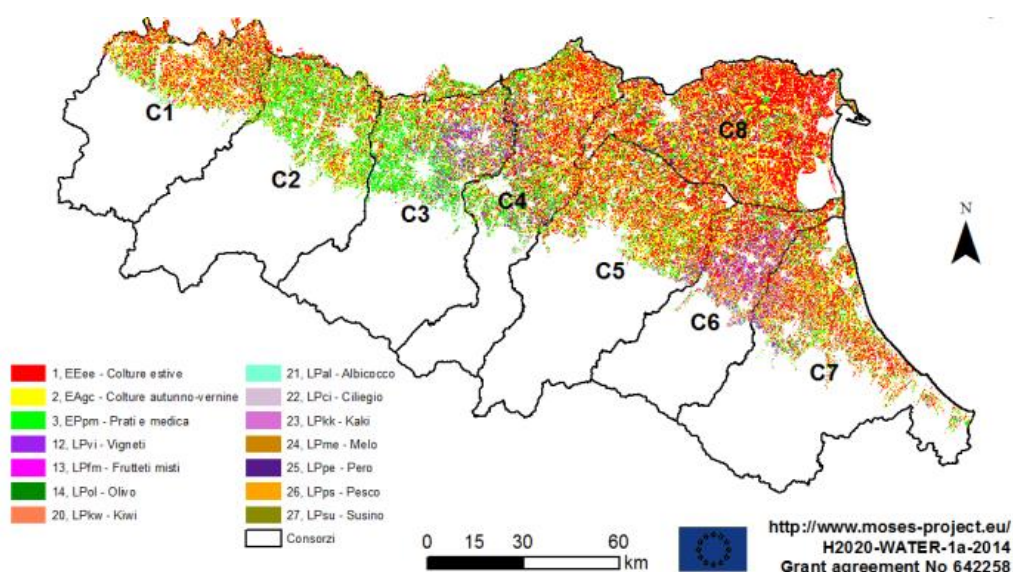 C1
C2
C3
C4
C5
C6
C7
C8
N
1, EEee - Colture estive
2, EAgc - Colture autunno-vernine
3, EPpm - Prati e medica
12, LPvi - Vigneti
13, LPfm - Frutteti misti
14, LPol - Olivo
20, LPkw - Kiwi
21, LPal - Albicocco
22, LPci - Ciliegio
23, LPkk - Kaki
24, LPme - Melo
25, LPpe - Pero
26, LPps - Pesco
27, LPsu - Susino
Consorzi
0 15 30 60
km
http://www.moses-project.eu/
H2020-WATER-1a-2014
Grant agreement No 642258